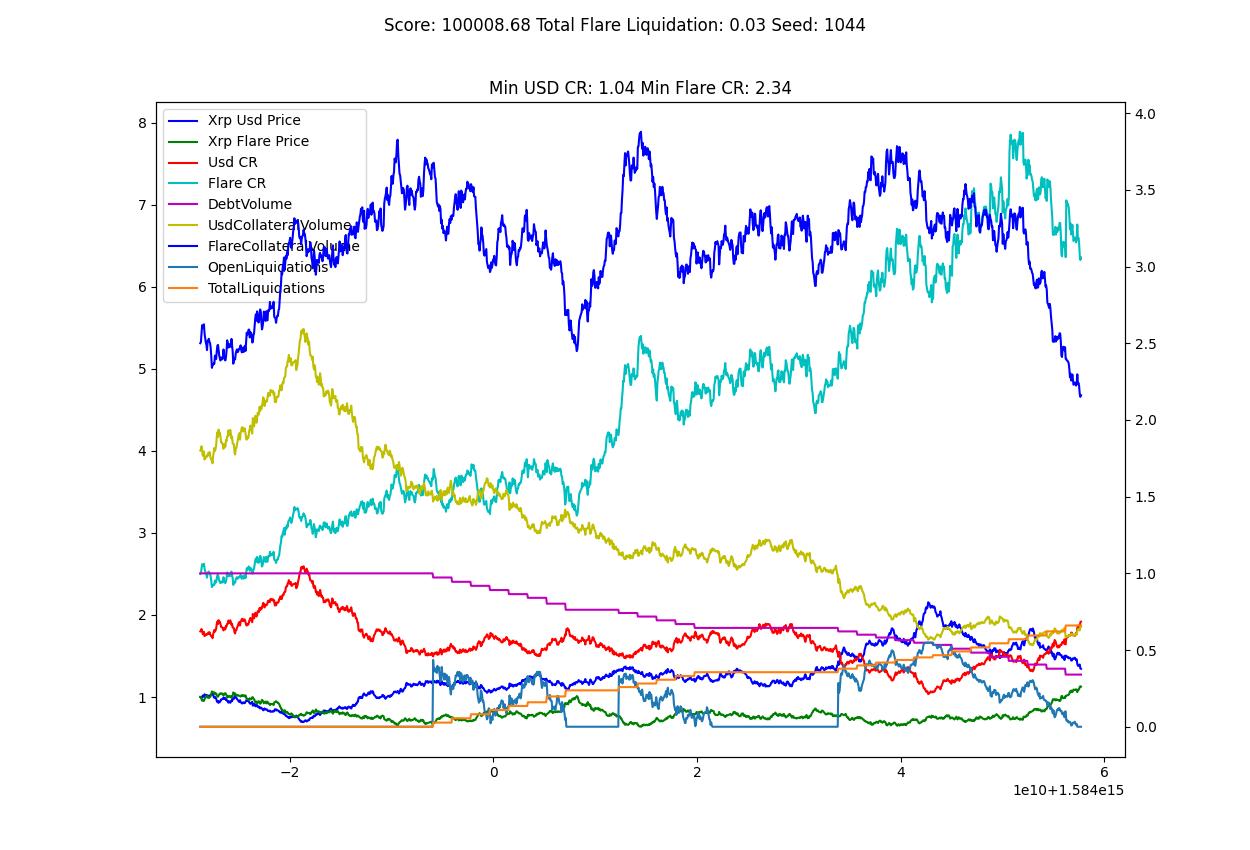 Score: 100008.68 Total Flare Liquidation: 0.03 Seed: 1044
Min USD CR: 1.04 Min Flare CR: 2.34
Xrp Usd Price
Xrp Flare Price
Usd CR
Flare CR
DebtVolume
UsdCollateralVolume
FlareCollateralVolume
OpenLiquidations
TotalLiquidations
8
7
6
5
4
3
2
1
4.0
3.5
3.0
2.5
2.0
1.5
1.0
0.5
0.0
−2
0
2
4
6
1e10+1.584e15